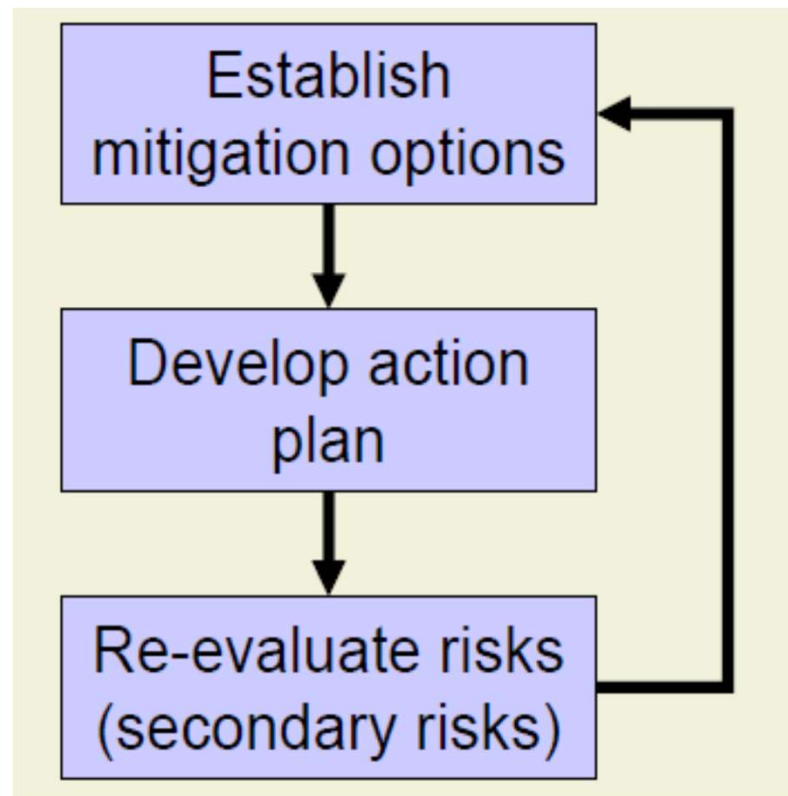 Establish
mitigation options
Develop action
plan
Re-evaluate risks
(secondary risks)